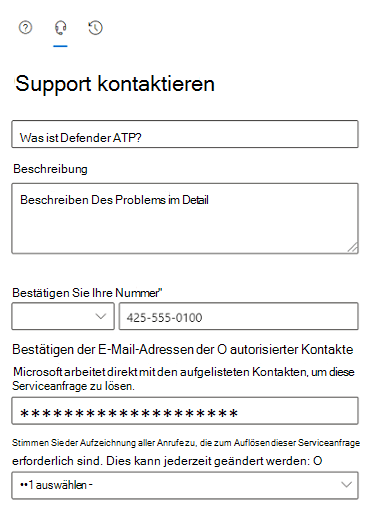 Support kontaktieren
Was ist Defender ATP?
Beschreibung
Beschreiben Des Problems im Detail
Bestätigen Sie Ihre Nummer"
425-555-0100
Bestätigen der E-Mail-Adressen der O autorisierter Kontakte
Microsoft arbeitet direkt mit den aufgelisteten Kontakten, um diese
Serviceanfrage zu lösen.
********************
Stimmen Sie der Aufzeichnung aller Anrufe zu, die zum Auflösen dieser Serviceanfrage
erforderlich sind. Dies kann jederzeit geändert werden: O
••1 auswählen -